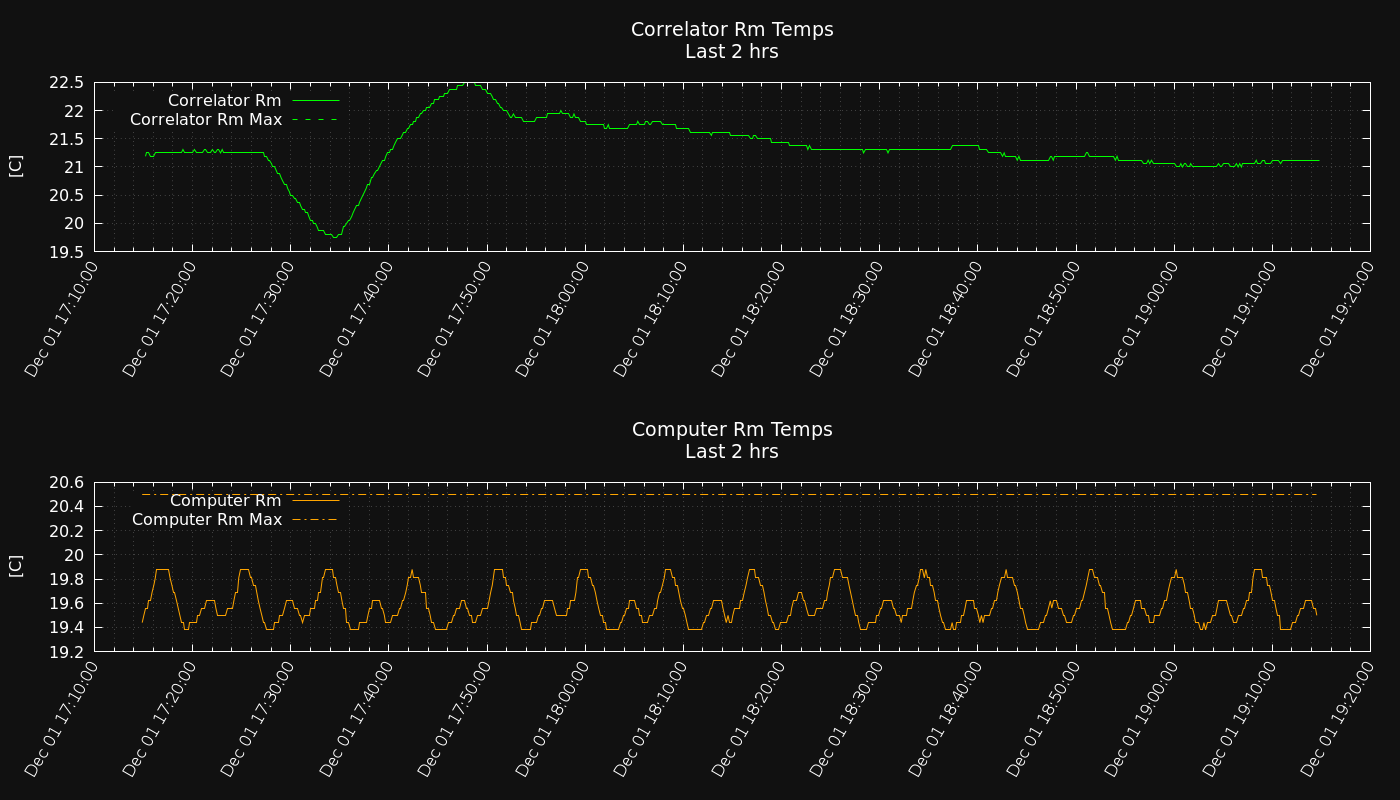 Correlator Rm Temps
Last 2 hrs
22.5
22
21.5
21
20.5
20
19.5
[C]
Correlator Rm
Correlator Rm Max
Dec 01 17:10:00
Dec 01 17:20:00
Dec 01 17:30:00
Dec 01 17:40:00
Dec 01 17:50:00
Dec 01 18:00:00
Dec 01 18:10:00
Dec 01 18:20:00
Dec 01 18:30:00
Dec 01 18:40:00
Dec 01 18:50:00
Dec 01 19:00:00
Dec 01 19:10:00
Dec 01 19:20:00
Computer Rm Temps
Last 2 hrs
20.6
20.4
20.2
20
19.8
19.6
19.4
19.2
[C]
Computer Rm
Computer Rm Max
Dec 01 17:10:00
Dec 01 17:20:00
Dec 01 17:30:00
Dec 01 17:40:00
Dec 01 17:50:00
Dec 01 18:00:00
Dec 01 18:10:00
Dec 01 18:20:00
Dec 01 18:30:00
Dec 01 18:40:00
Dec 01 18:50:00
Dec 01 19:00:00
Dec 01 19:10:00
Dec 01 19:20:00